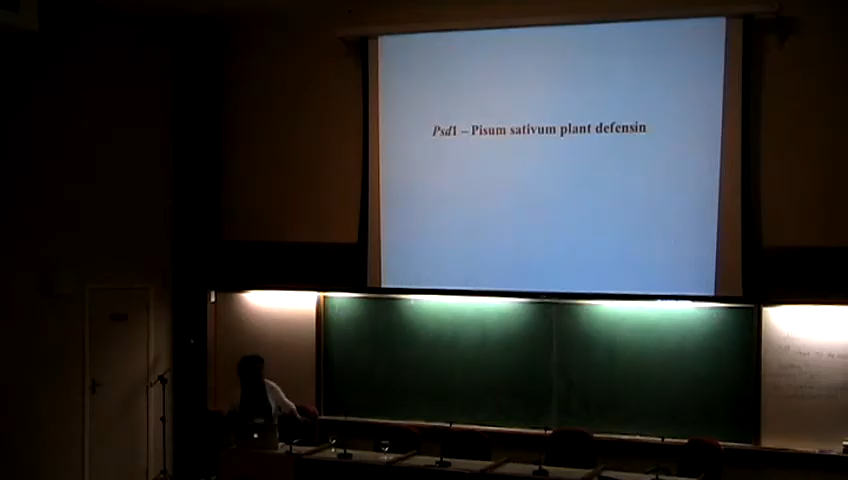 Psd1 – Pisum sativum plant defensin